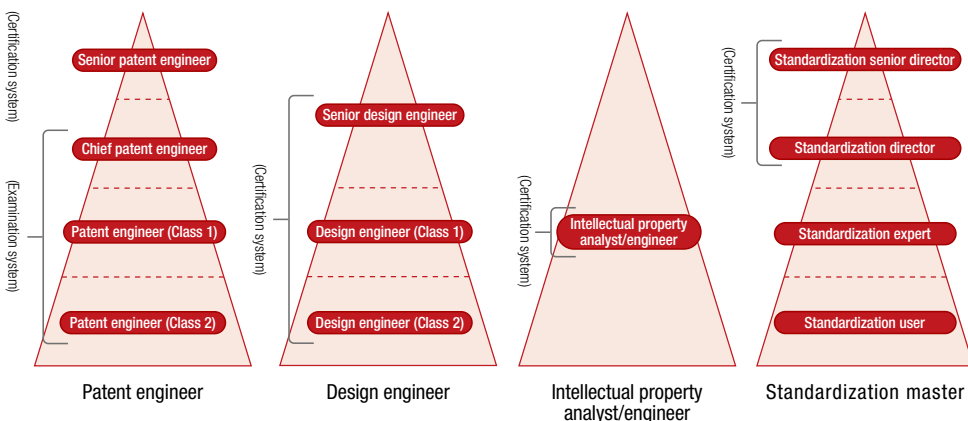 (Certification system)
Senior patent engineer
Chief patent engineer
(Examination system)
Patent engineer (Class 1)
Patent engineer (Class 2)
Patent engineer
Senior design engineer
(Certification system)
Design engineer (Class 1)
Design engineer (Class 2)
Design engineer
(Certification system)
Intellectual property
analyst/engineer
Intellectual property
analyst/engineer
(Certification system)
Standardization senior director
Standardization director
Standardization expert
Standardization user
Standardization master